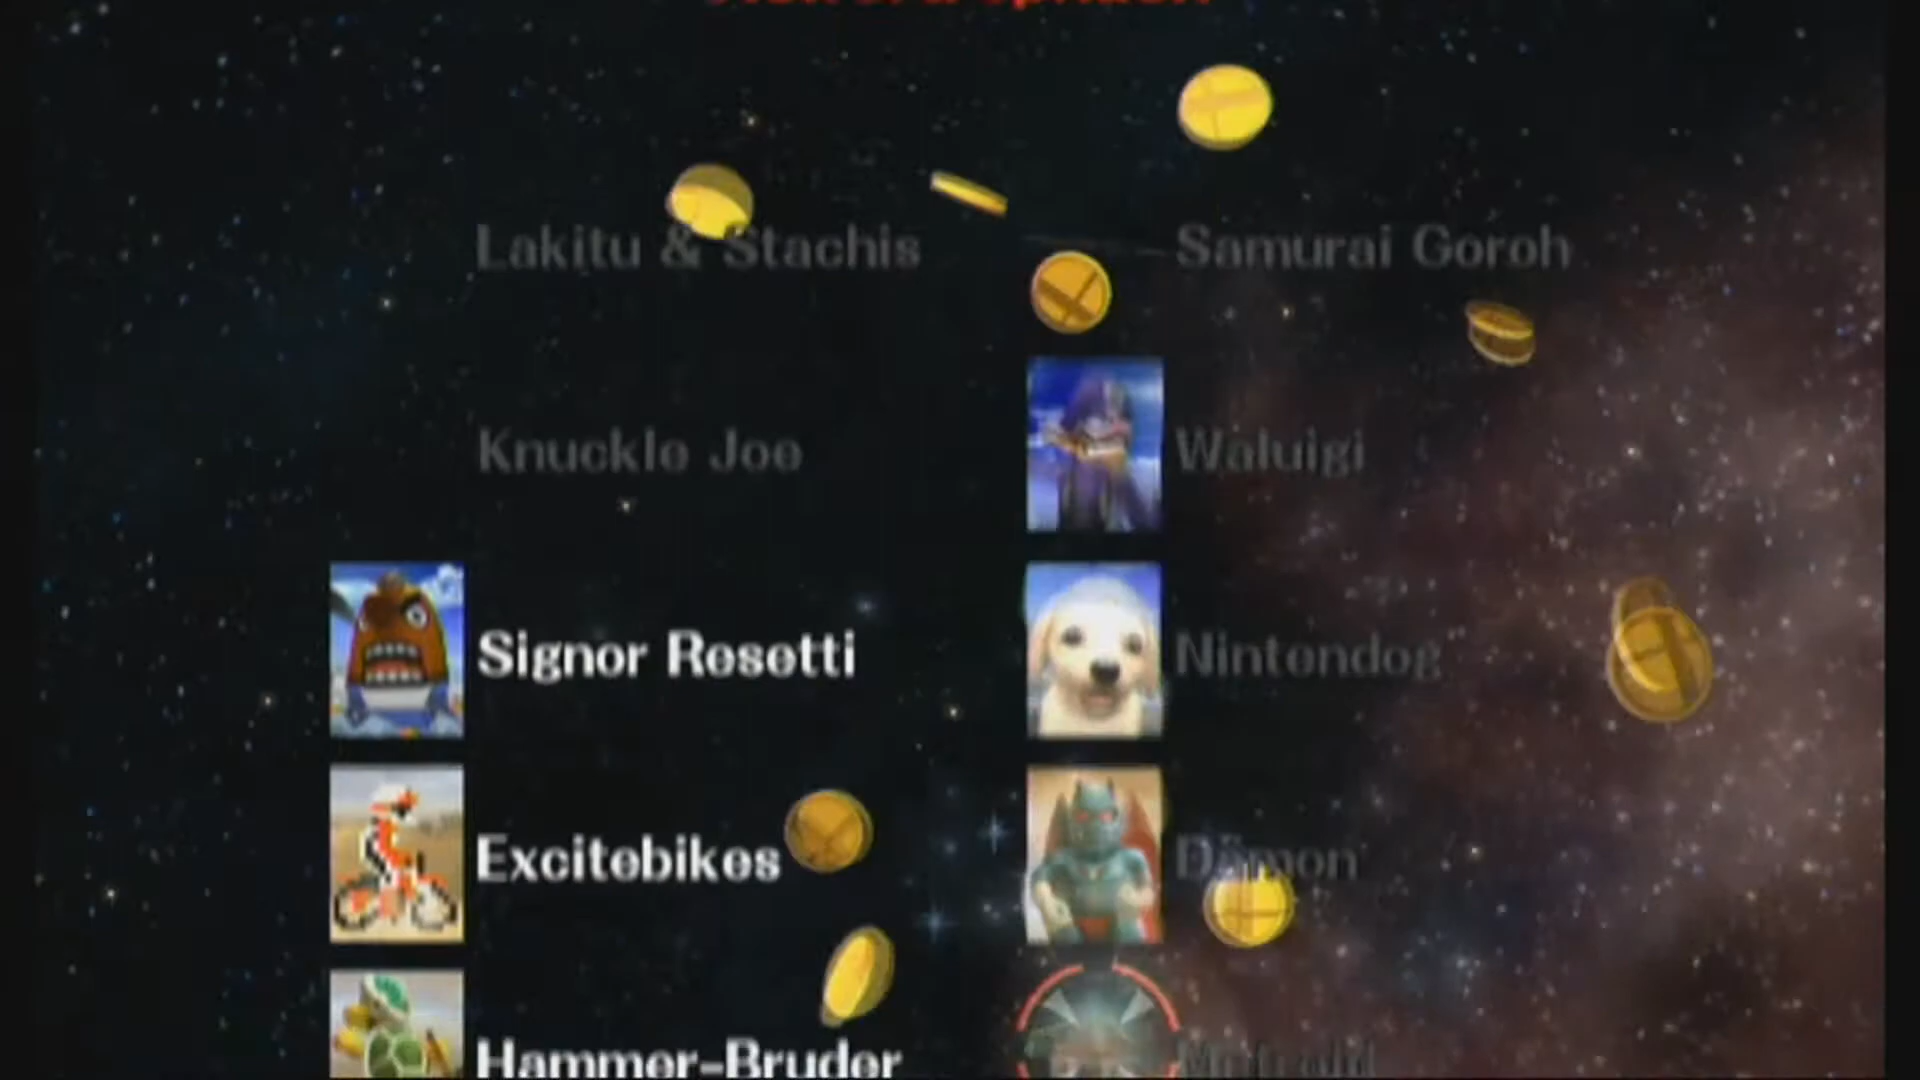 Lakitu & Stachis
Samurai Goroh
Knuckle Joe
Waluigi
Signor Resetti
Nintendog
Excitebikes
Dämon
Hammer-Bruder